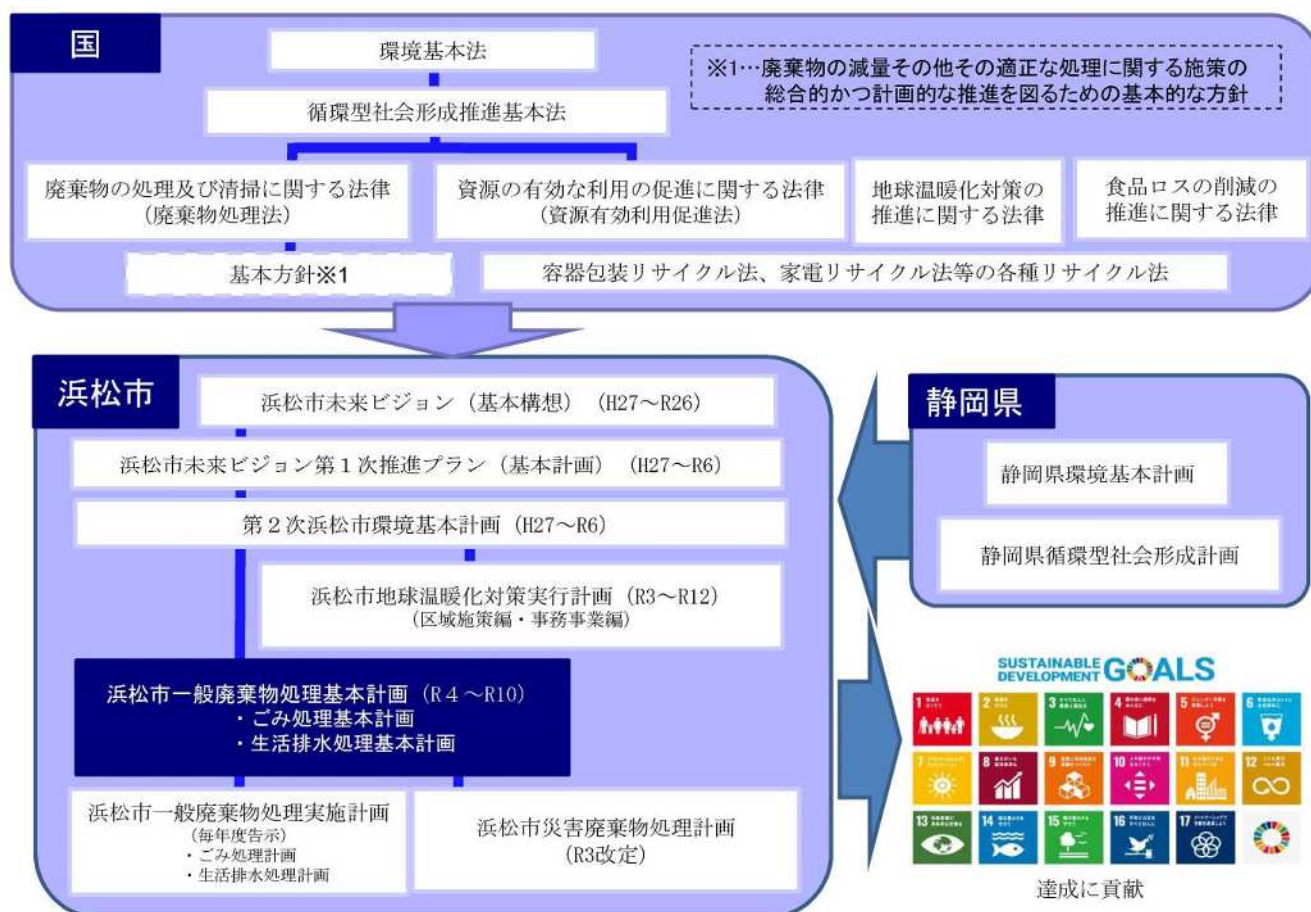 国
環境基本法
※1…廃棄物の減量その他その適正な処理に関する施策の
総合的かつ計画的な推進を図るための基本的な方針
循環型社会形成推進基本法
廃棄物の処理及び清掃に関する法律
(廃棄物処理法)
資源の有効な利用の促進に関する法律
(資源有効利用促進法)
地球温暖化対策の
推進に関する法律
食品ロスの削減の
推進に関する法律
基本方針※1
容器包装リサイクル法、家電リサイクル法等の各種リサイクル法
浜松市
浜松市未来ビジョン(基本構想) (H27～R26)
浜松市未来ビジョン第1次推進プラン(基本計画) (H27～R6)
第2次浜松市環境基本計画(H27～R6)
浜松市地球温暖化対策実行計画(R3～R12)
(区域施策編・事務事業編)
浜松市一般廃棄物処理基本計画(R4～R10)
・ごみ処理基本計画
・生活排水処理基本計画
浜松市一般廃棄物処理実施計画
(毎年度告示)
・ごみ処理計画
・生活排水処理計画
浜松市災害廃棄物処理計画
(R3改定)
静岡県
静岡県環境基本計画
静岡県循環型社会形成計画
SUSTAINABLE
DEVELOPMENT
GOALS
1
2
3
4
5
6
7
8
9
10
11
12
13
14
15
16
17
達成に貢献